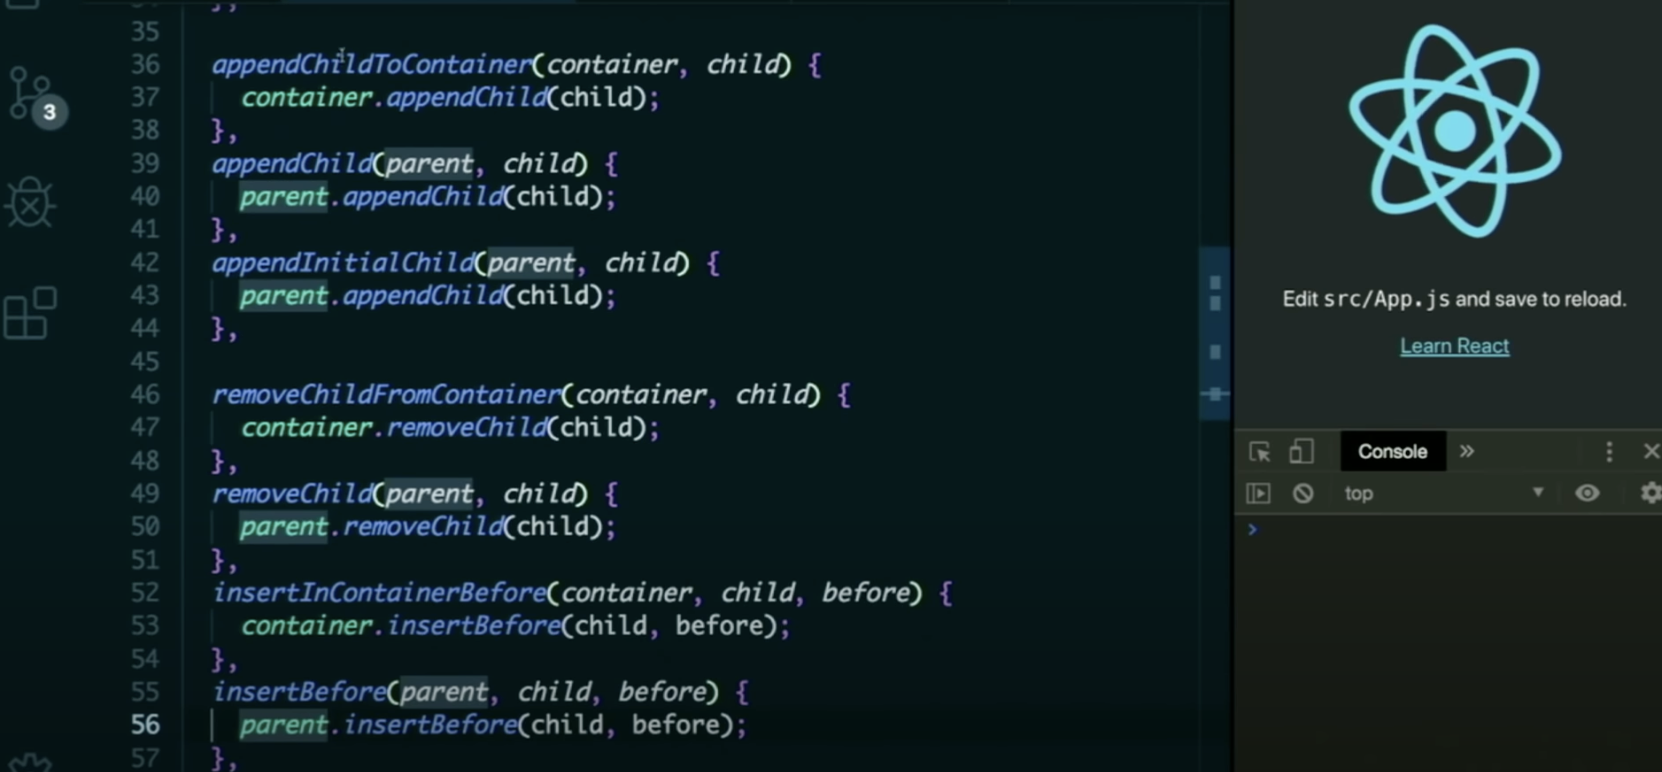 35
36 appendChildToContainer(container, child) {
37 container.appendChild(child);
38 },
39 appendChild(parent, child) {
40 parent.appendChild(child);
41 },
42 appendInitialChild(parent, child) {
43 parent.appendChild(child);
44 },
45
46 removeChildFromContainer(container, child) {
47 container.removeChild(child);
48 },
49 removeChild(parent, child) {
50 parent.removeChild(child);
51 },
52 insertInContainerBefore(container, child, before) {
53 container.insertBefore(child, before);
54 },
55 insertBefore(parent, child, before) {
56 parent.insertBefore(child, before);
57 },
3
Edit src/App.js and save to reload.
Learn React
Console »
top